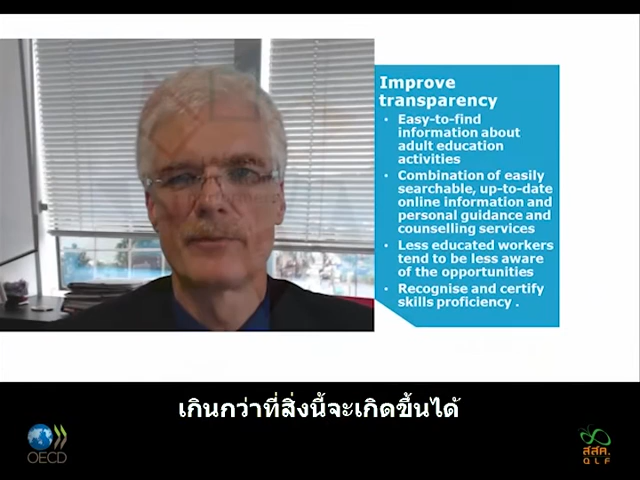 Improve
transparency
• Easy-to-find
information about
adult education
activities
• Combination of easily
searchable, up-to-date
online information and
personal guidance and
counselling services
• Less educated workers
tend to be less aware
of the opportunities
• Recognise and certify
skills proficiency .
เกินกว่าที่สิ่งนี้จะเกิดขึ้นได้
OECD
สสค.
QLF